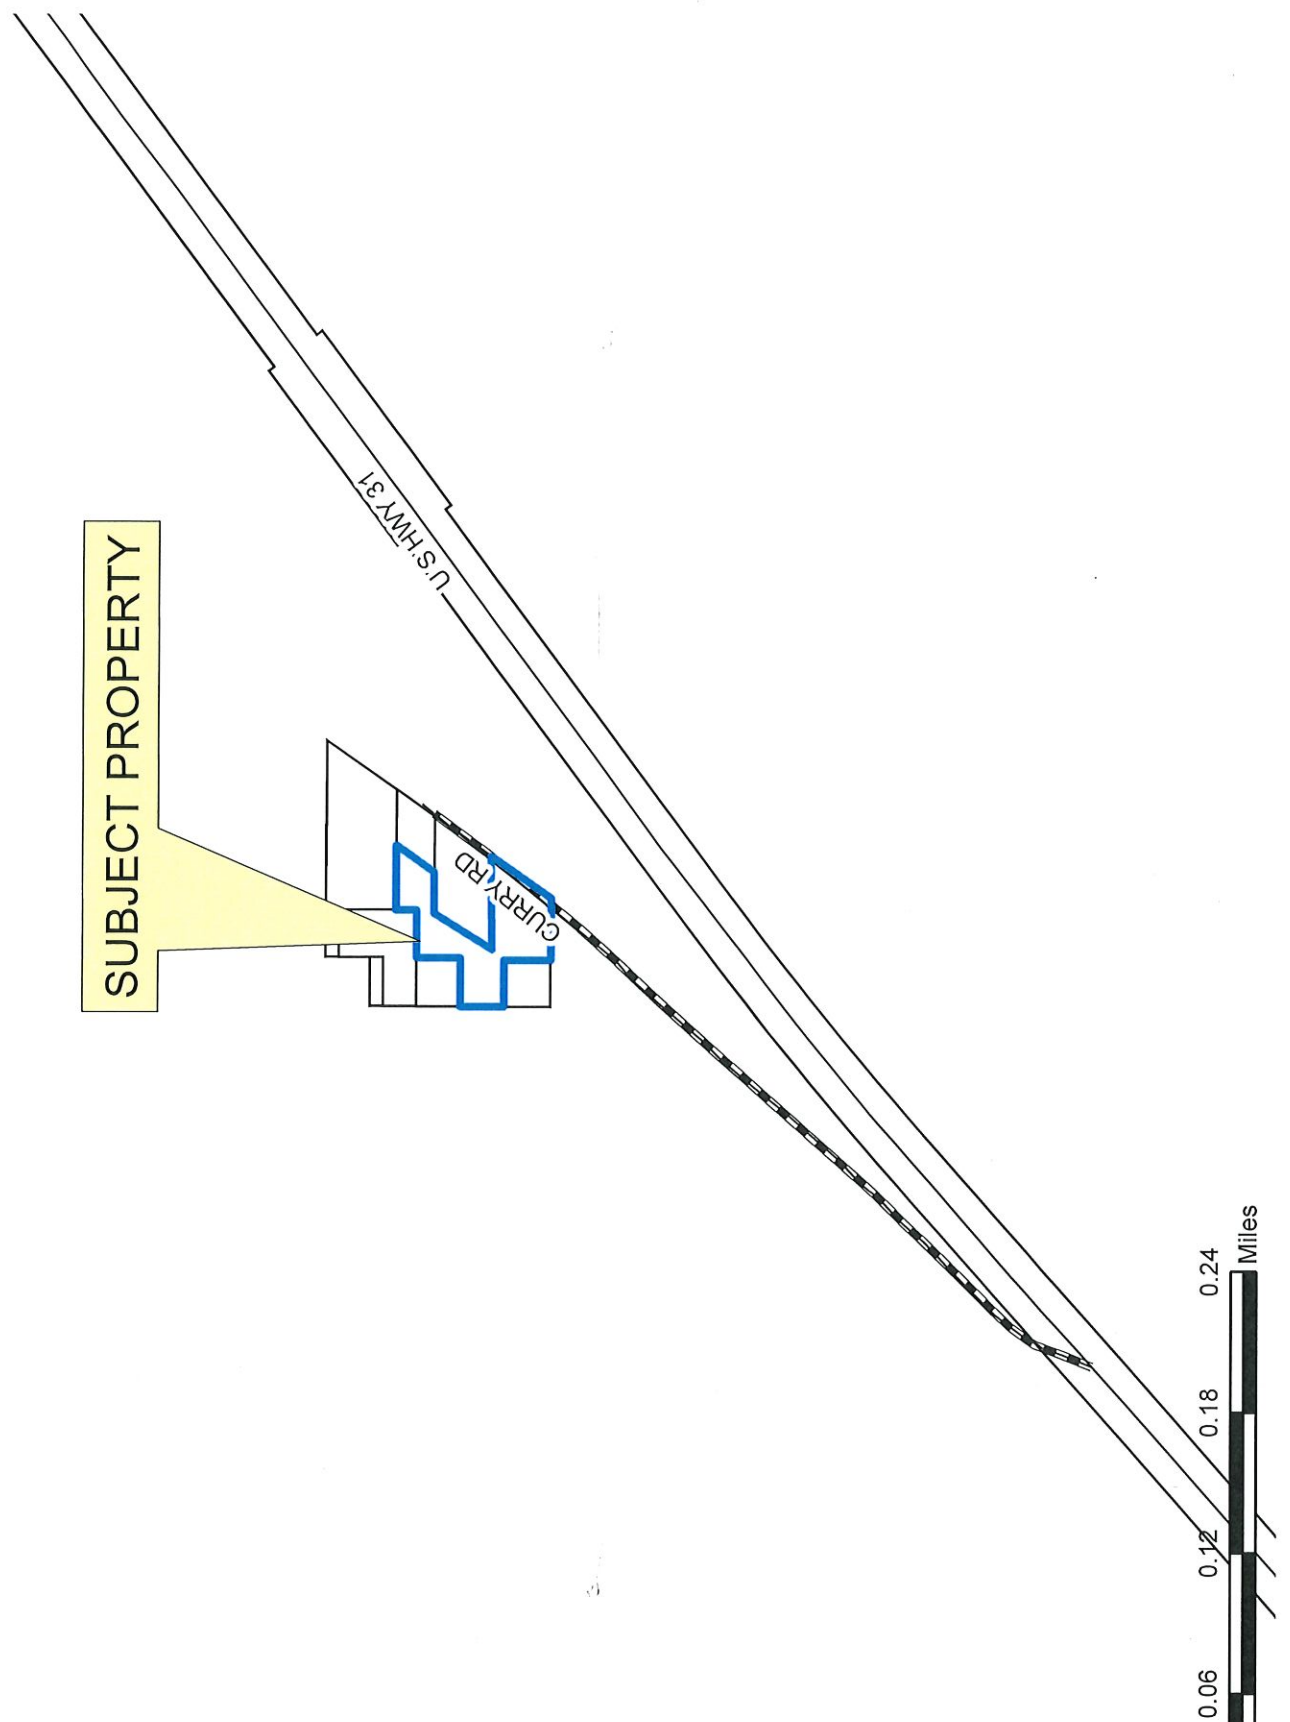 SUBJECT PROPERTY
U.S HWY 31
CURRY RD
0.06
0.12
0.18
0.24
Miles